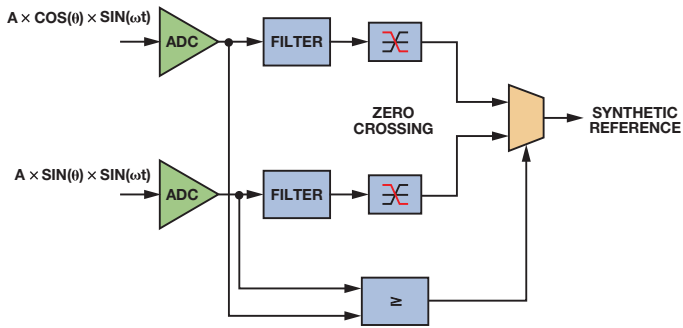 A × COS(θ) × SIN(ωt)
ADC
FILTER
ZERO
CROSSING
SYNTHETIC
REFERENCE
A × SIN(θ) × SIN(ωt)
ADC
FILTER
≥